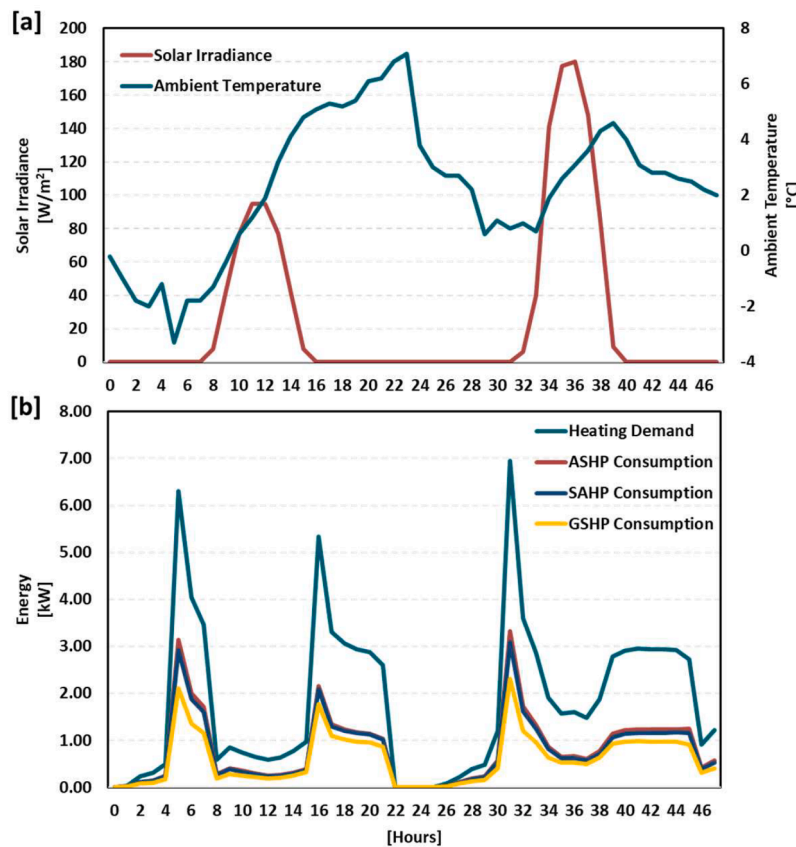 [a]
Solar Irradiance
Ambient Temperature
Solar Irradiance
[W/m²]
200
180
160
140
120
100
80
60
40
20
0
8
6
4
2
0
-2
-4
Ambient Temperature
[°C]
0 2 4 6 8 10 12 14 16 18 20 22 24 26 28 30 32 34 36 38 40 42 44 46
[b]
Heating Demand
ASHP Consumption
SAHP Consumption
GSHP Consumption
Energy
[kW]
8.00
7.00
6.00
5.00
4.00
3.00
2.00
1.00
0.00
0 2 4 6 8 10 12 14 16 18 20 22 24 26 28 30 32 34 36 38 40 42 44 46
[Hours]